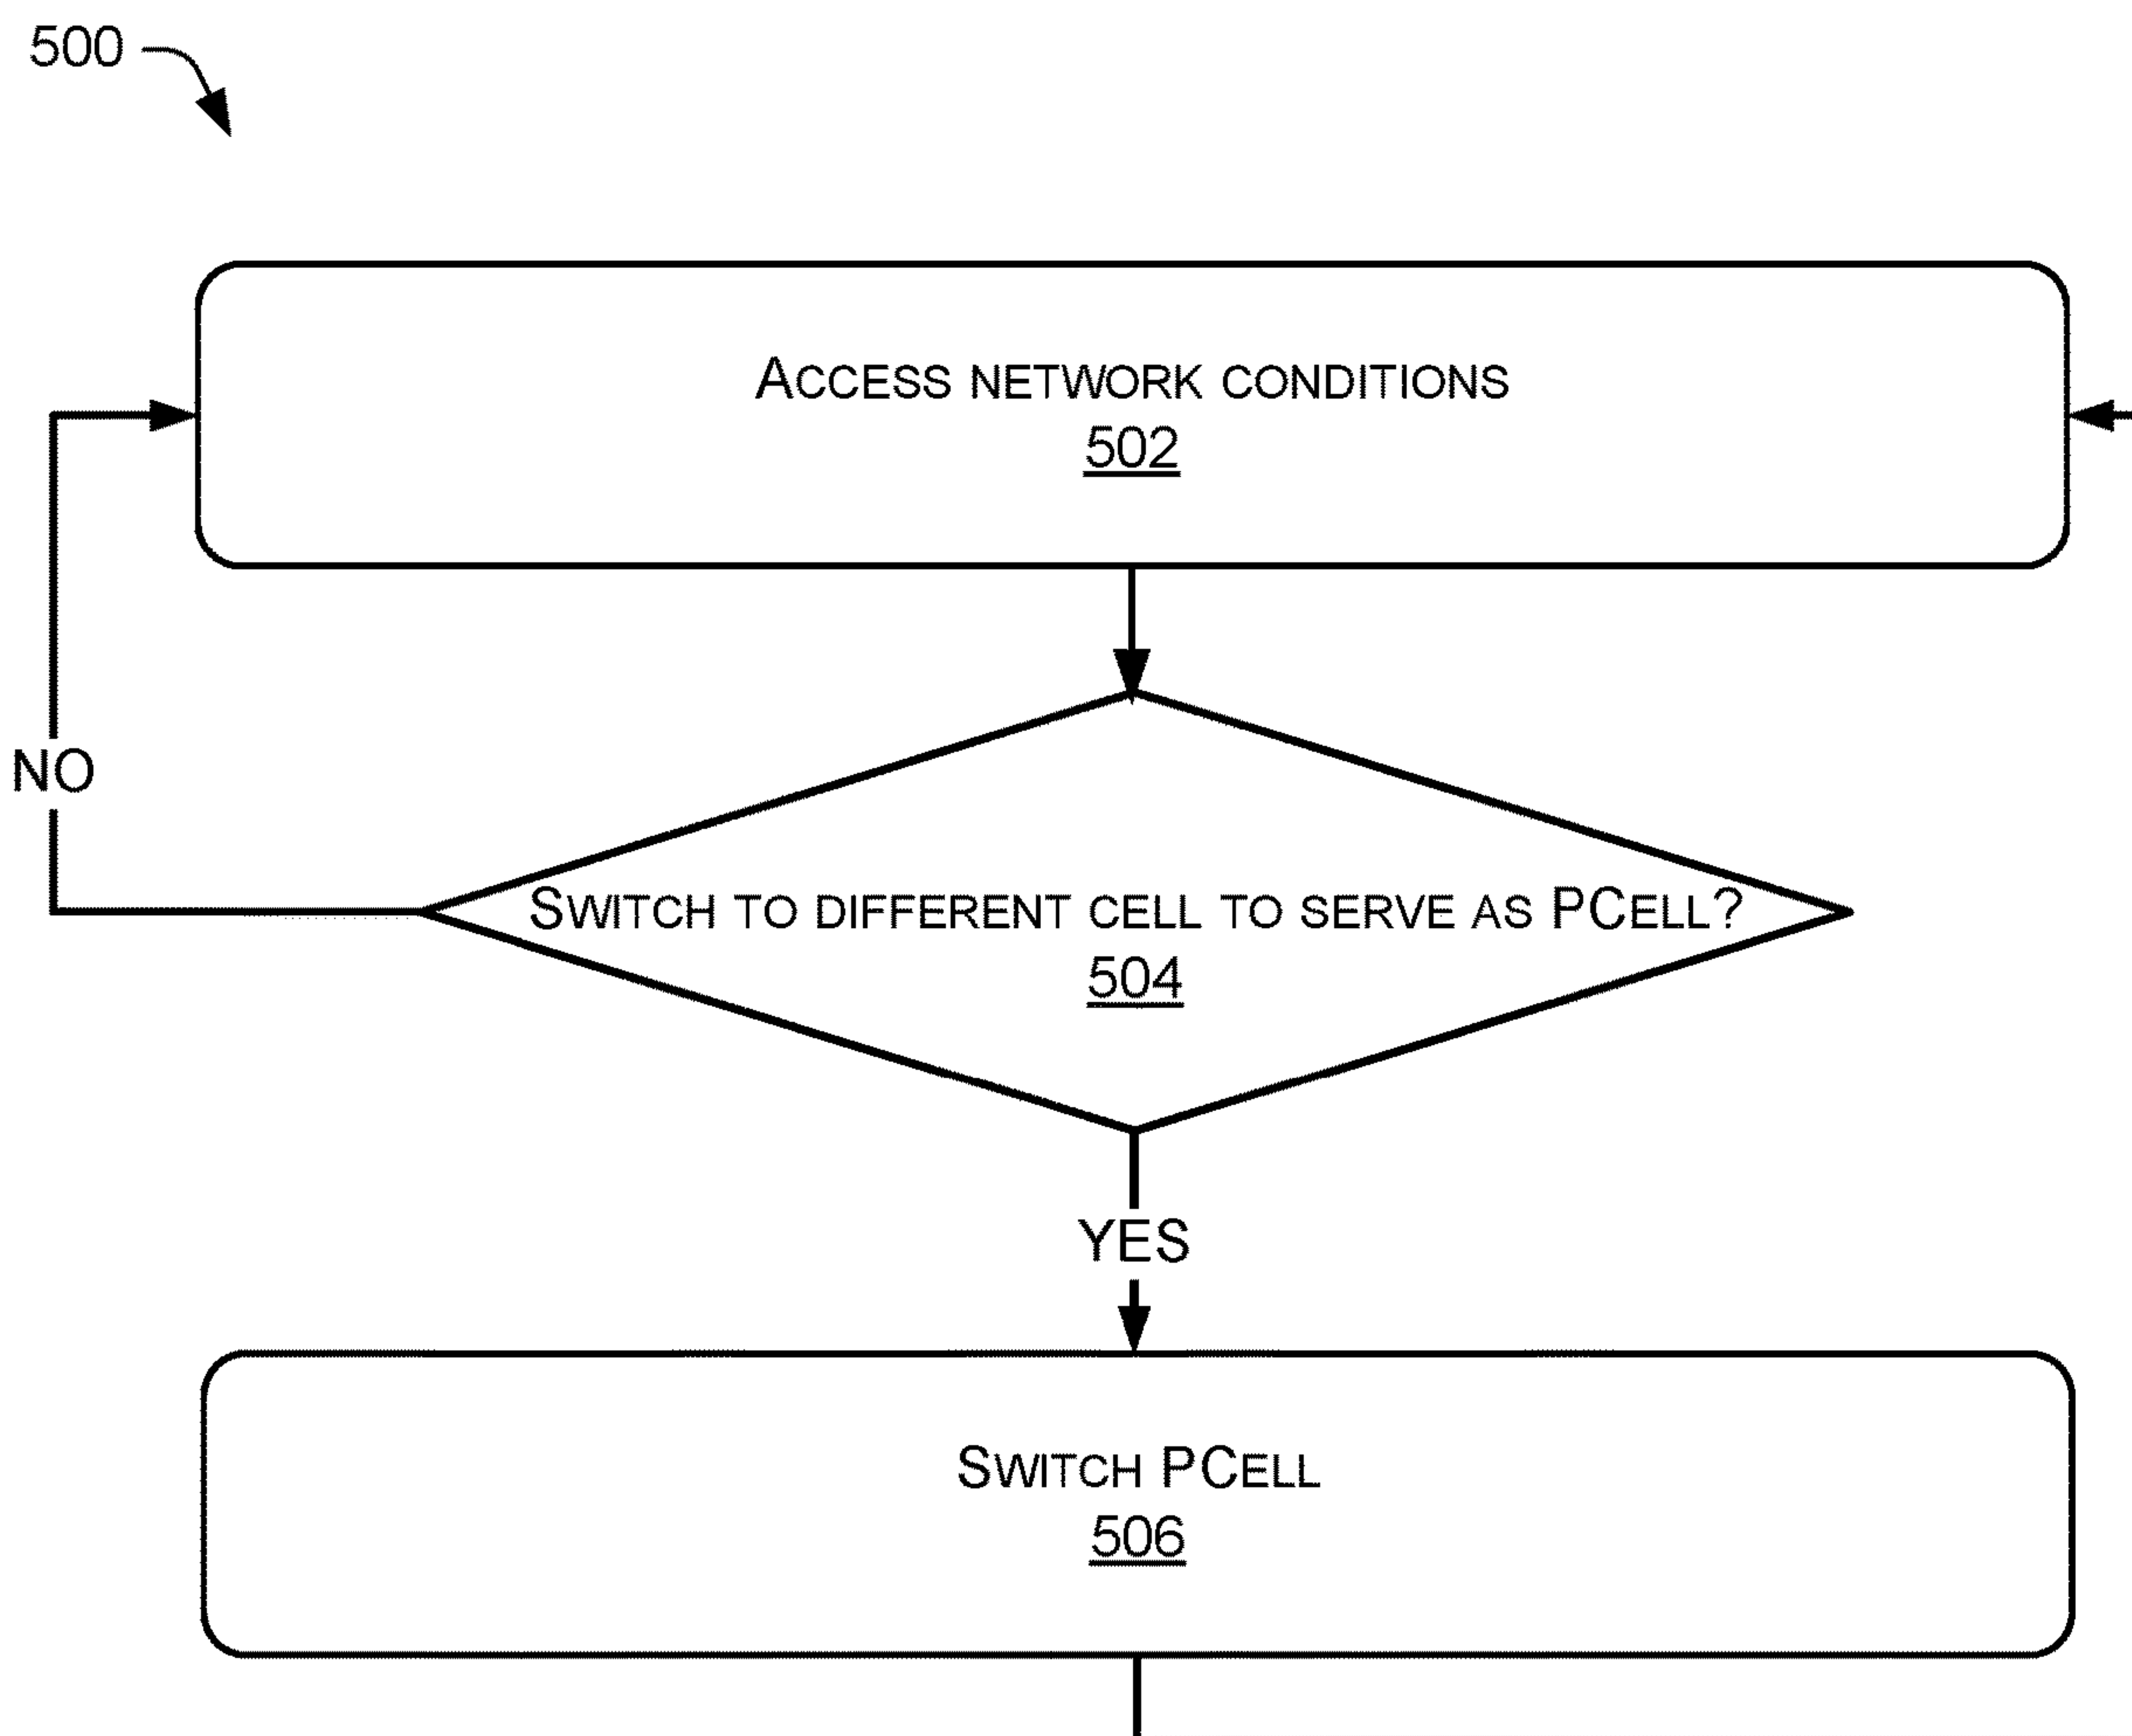 500
ACCESS NETWORK CONDITIONS
502
NO
SWITCH TO DIFFERENT CELL TO SERVE AS PCELL?
504
YES
SWITCH PCELL
506